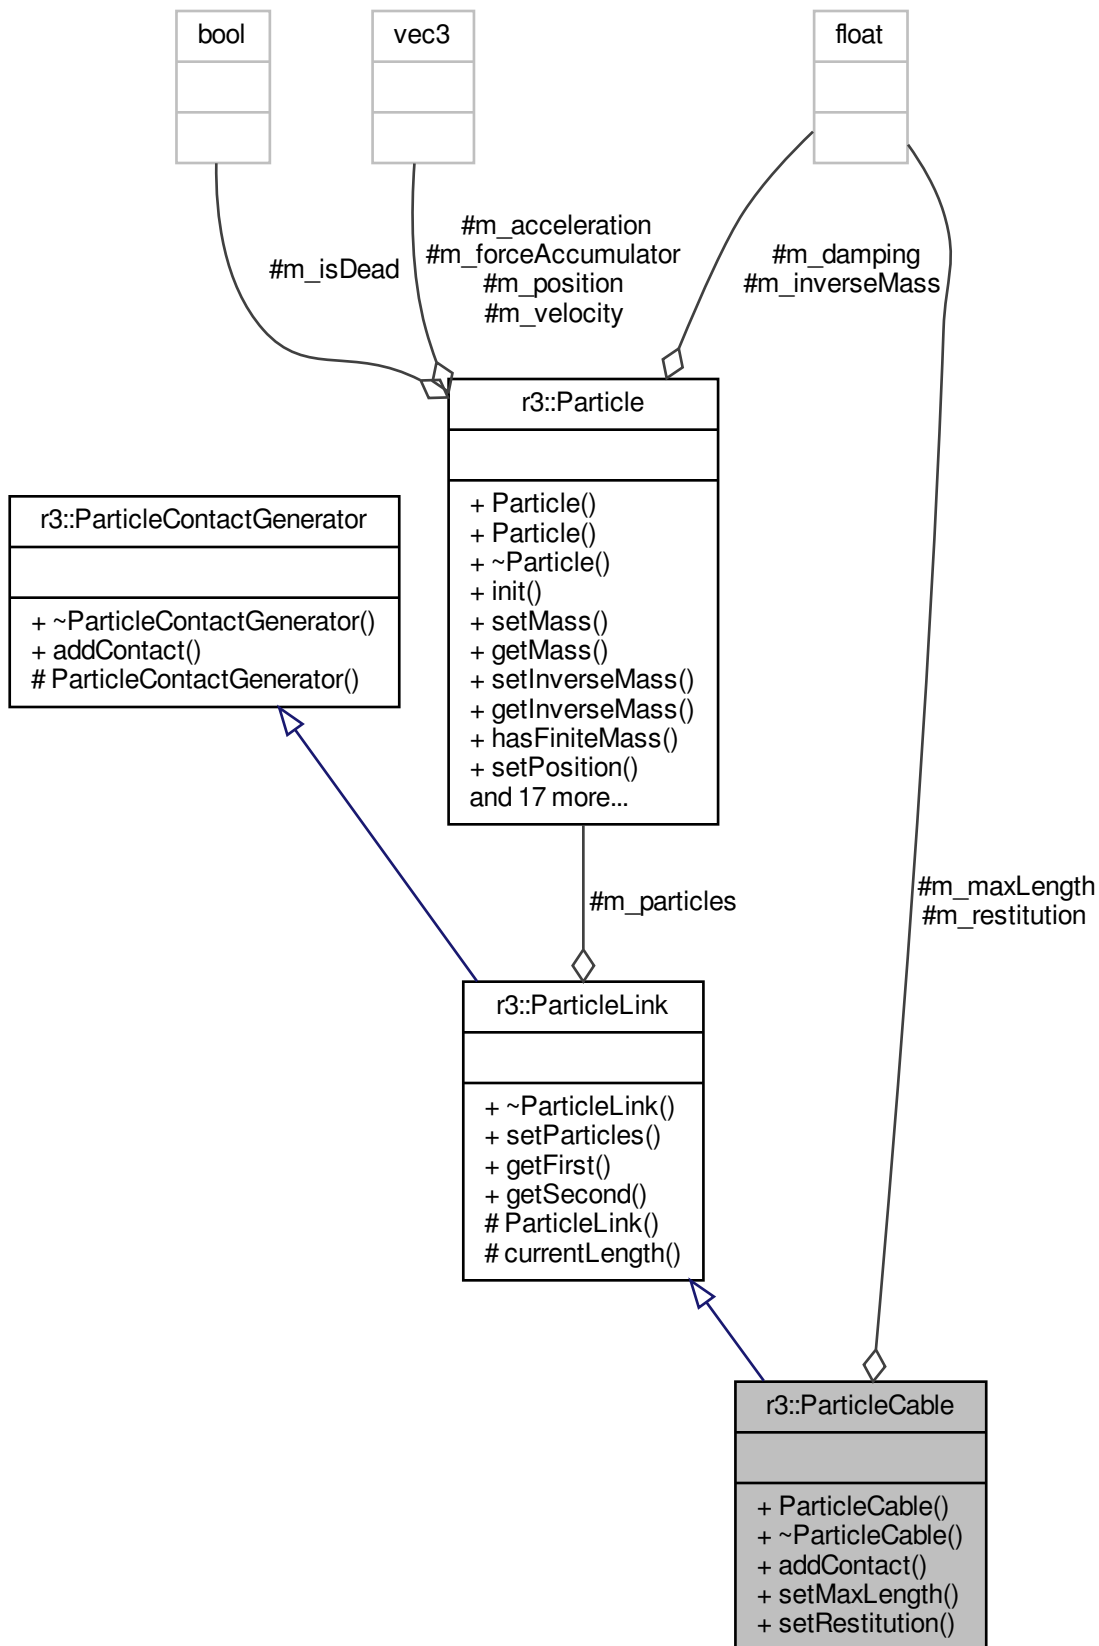 bool
vec3
float
#m_isDead
#m_acceleration
#m_forceAccumulator
#m_position
#m_velocity
#m_damping
#m_inverseMass
r3::Particle
+ Particle()
+ Particle()
+ ~Particle()
+ init()
+ setMass()
+ getMass()
+ setInverseMass()
+ getInverseMass()
+ hasFiniteMass()
+ setPosition()
and 17 more...
r3::ParticleContactGenerator
+ ~ParticleContactGenerator()
+ addContact()
# ParticleContactGenerator()
#m_particles
#m_maxLength
#m_restitution
r3::ParticleLink
+ ~ParticleLink()
+ setParticles()
+ getFirst()
+ getSecond()
# ParticleLink()
# currentLength()
r3::ParticleCable
+ ParticleCable()
+ ~ParticleCable()
+ addContact()
+ setMaxLength()
+ setRestitution()